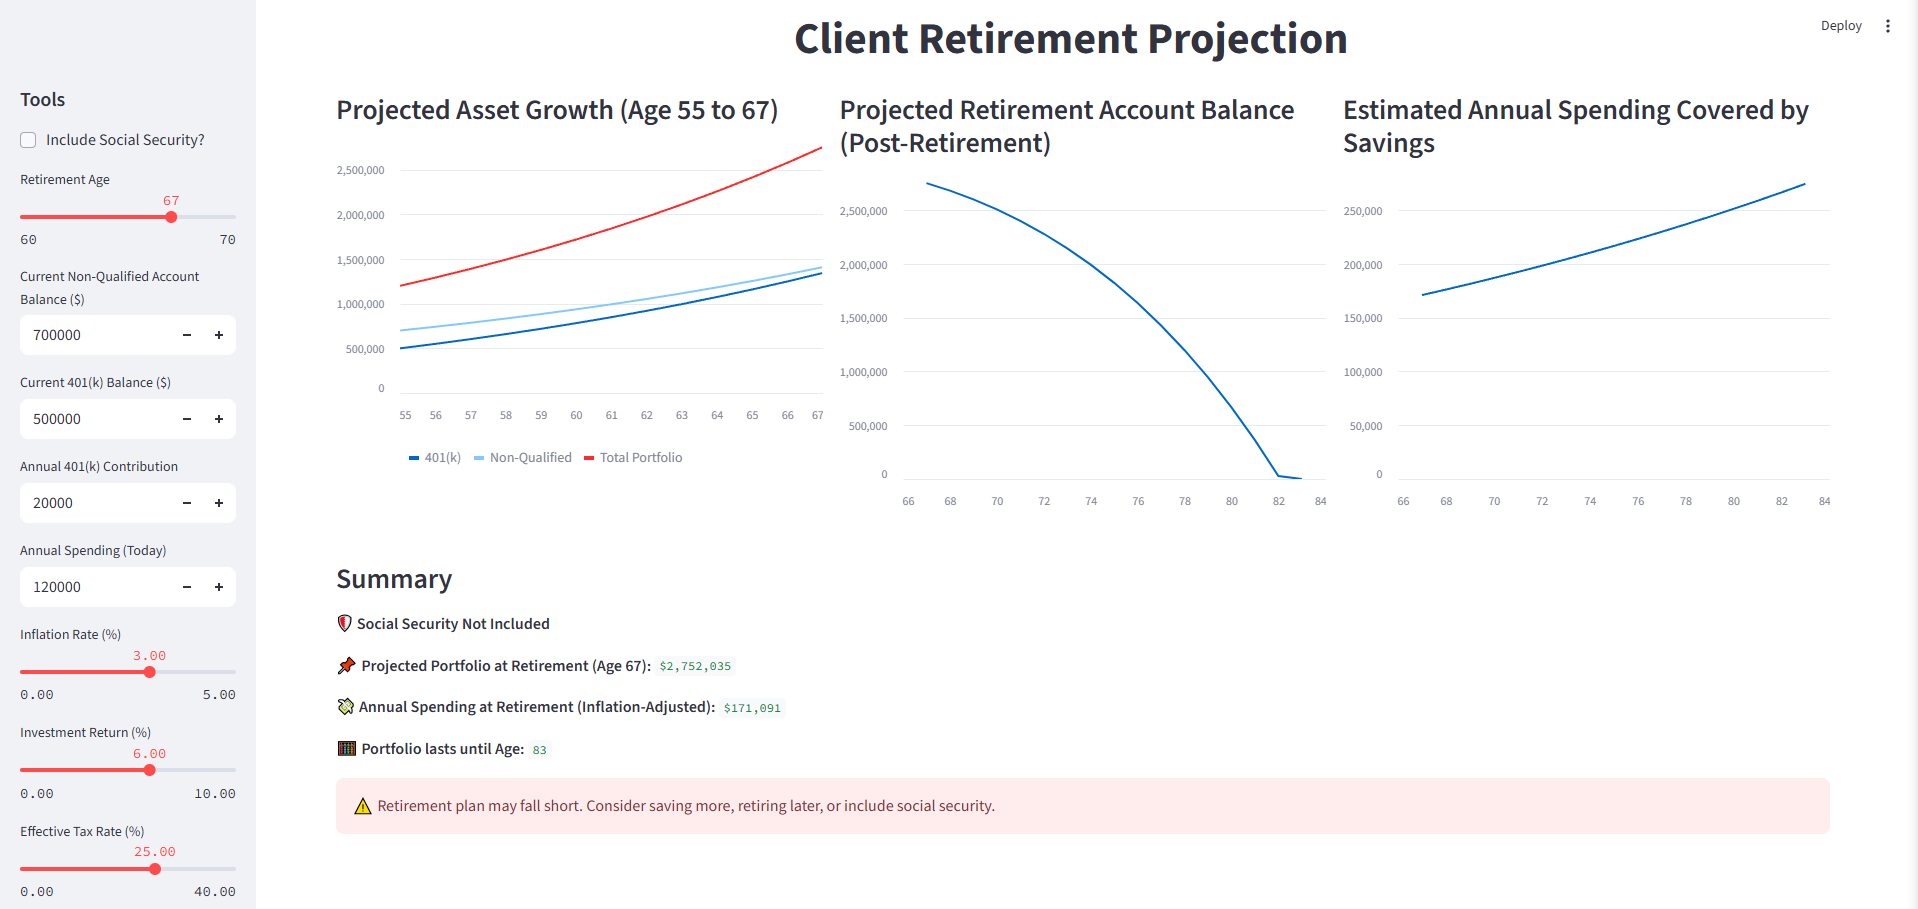 Deploy
Client Retirement Projection
Tools
Include Social Security?
Retirement Age
67
60 70
Current Non-Qualified Account
Balance ($)
700000
Current 401(k) Balance ($)
500000
Annual 401(k) Contribution
20000
Annual Spending (Today)
120000
Inflation Rate (%)
3.00
0.00 5.00
Investment Return (%)
6.00
0.00 10.00
Effective Tax Rate (%)
25.00
0.00 40.00
Projected Asset Growth (Age 55 to 67)
2,500,000
2,000,000
1,500,000
1,000,000
500,000
0
55 56 57 58 59 60 61 62 63 64 65 66 67
401(k) Non-Qualified Total Portfolio
Projected Retirement Account Balance
(Post-Retirement)
2,500,000
2,000,000
1,500,000
1,000,000
500,000
0
66 68 70 72 74 76 78 80 82 84
Estimated Annual Spending Covered by
Savings
250,000
200,000
150,000
100,000
50,000
0
66 68 70 72 74 76 78 80 82 84
Summary
Social Security Not Included
Projected Portfolio at Retirement (Age 67): $2,752,035
Annual Spending at Retirement (Inflation-Adjusted): $171,091
Portfolio lasts until Age: 83
Retirement plan may fall short. Consider saving more, retiring later, or include social security.